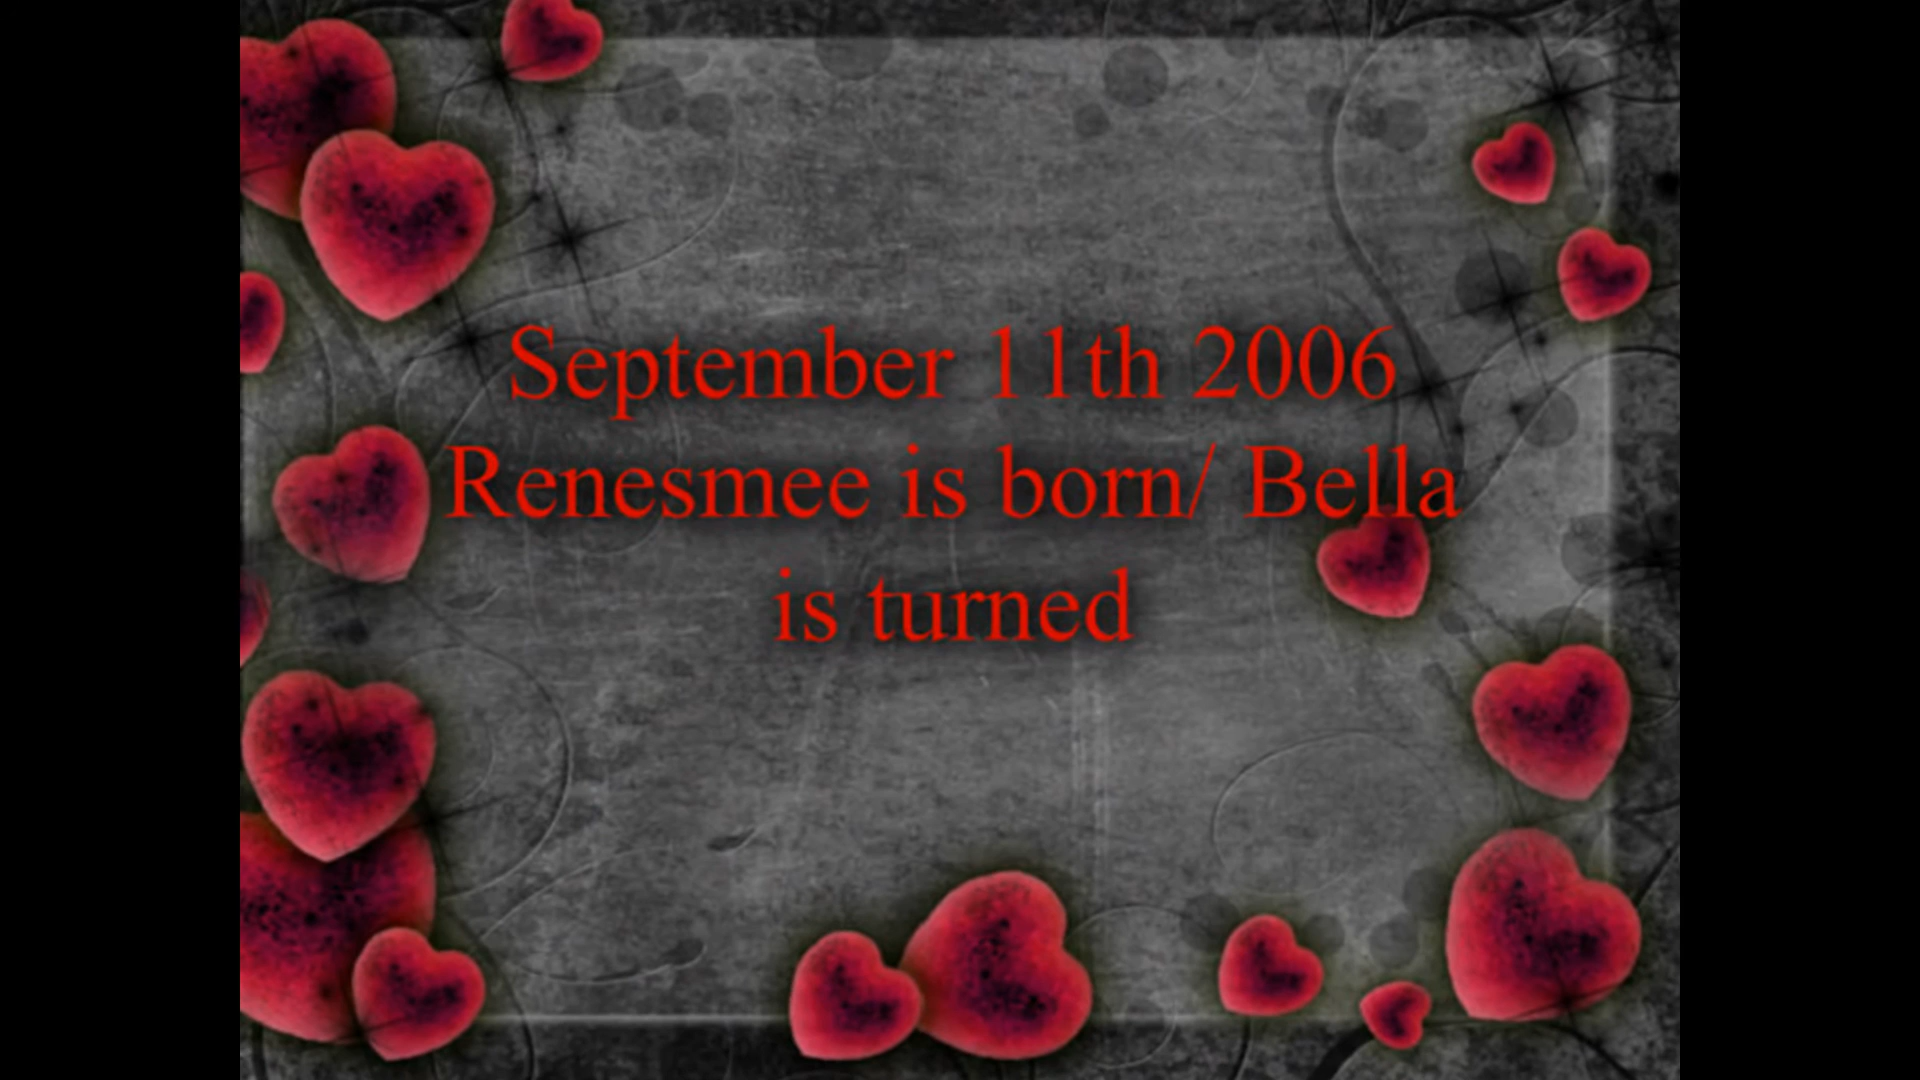 September 11th 2006
Renesmee is born/ Bella
is turned